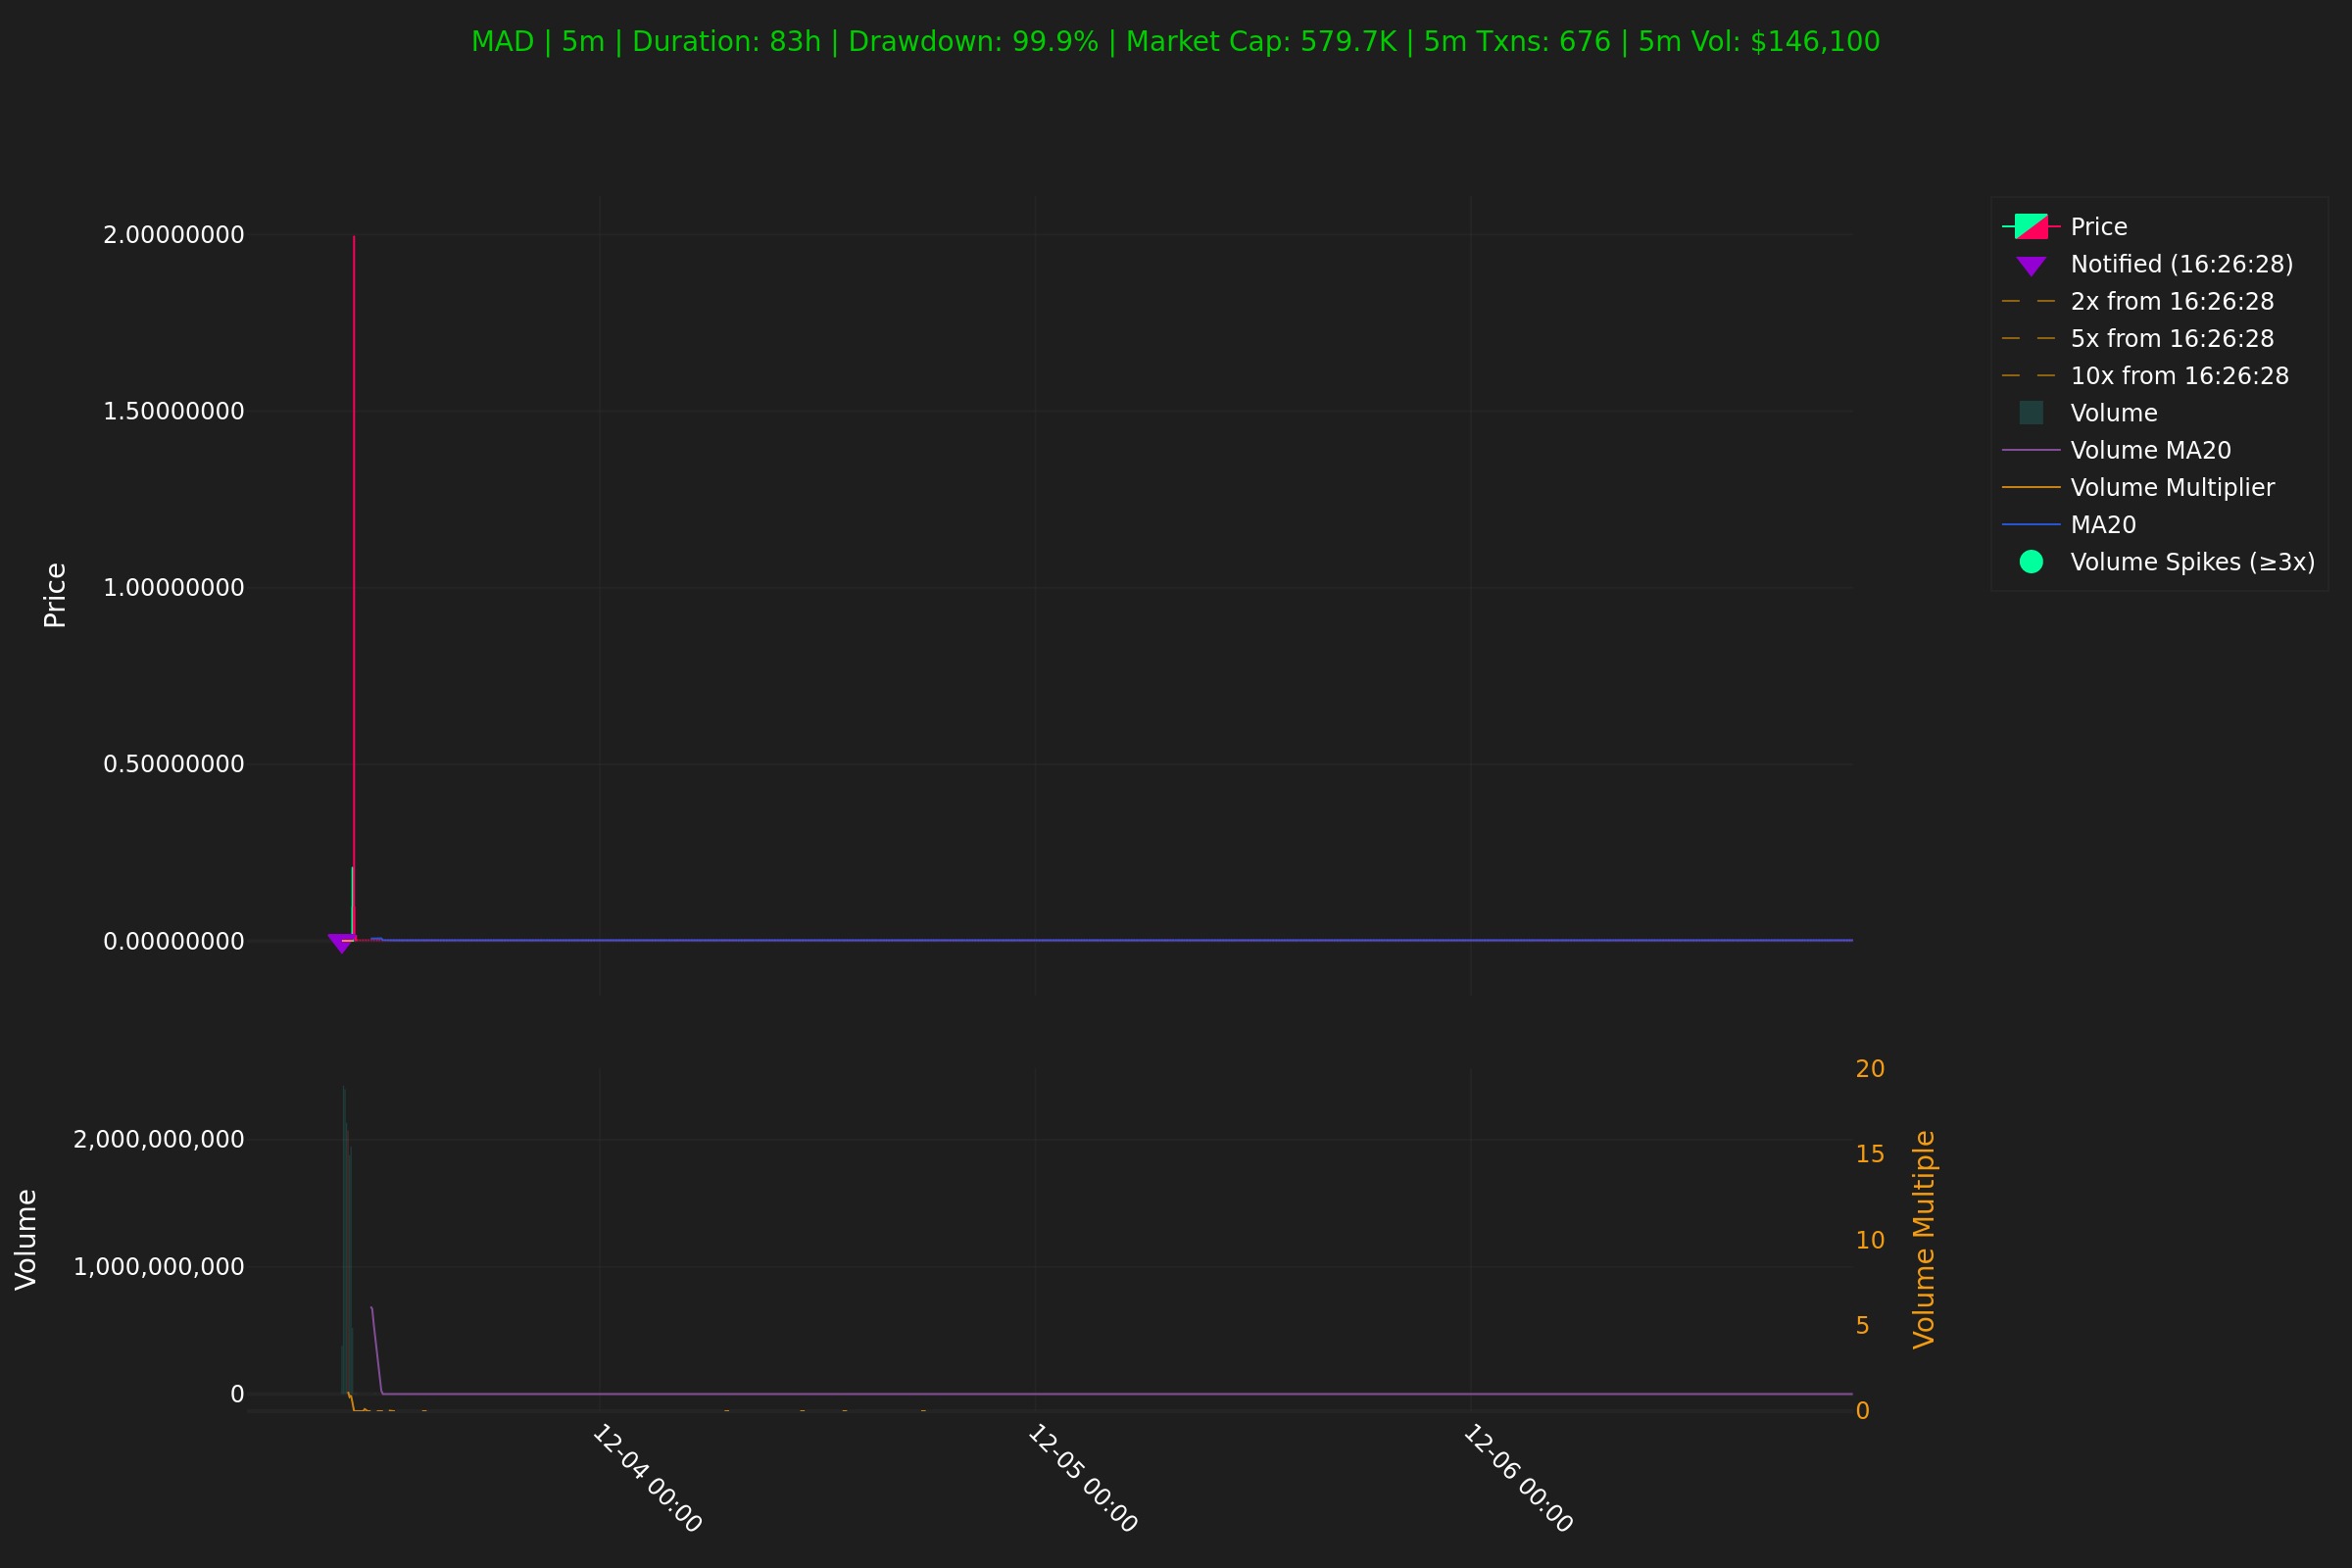 MAD | 5m | Duration: 83h | Drawdown: 99.9% | Market Cap: 579.7K | 5m Txns: 676 | 5m Vol: $146,100
Price
2.00000000
1.50000000
1.00000000
0.50000000
0.00000000
Price
Notified (16:26:28)
2x from 16:26:28
5x from 16:26:28
10x from 16:26:28
Volume
Volume MA20
Volume Multiplier
MA20
Volume Spikes (≥3x)
Volume
2,000,000,000
1,000,000,000
0
20
15
10
5
0
Volume Multiple
12-04 00:00
12-05 00:00
12-06 00:00